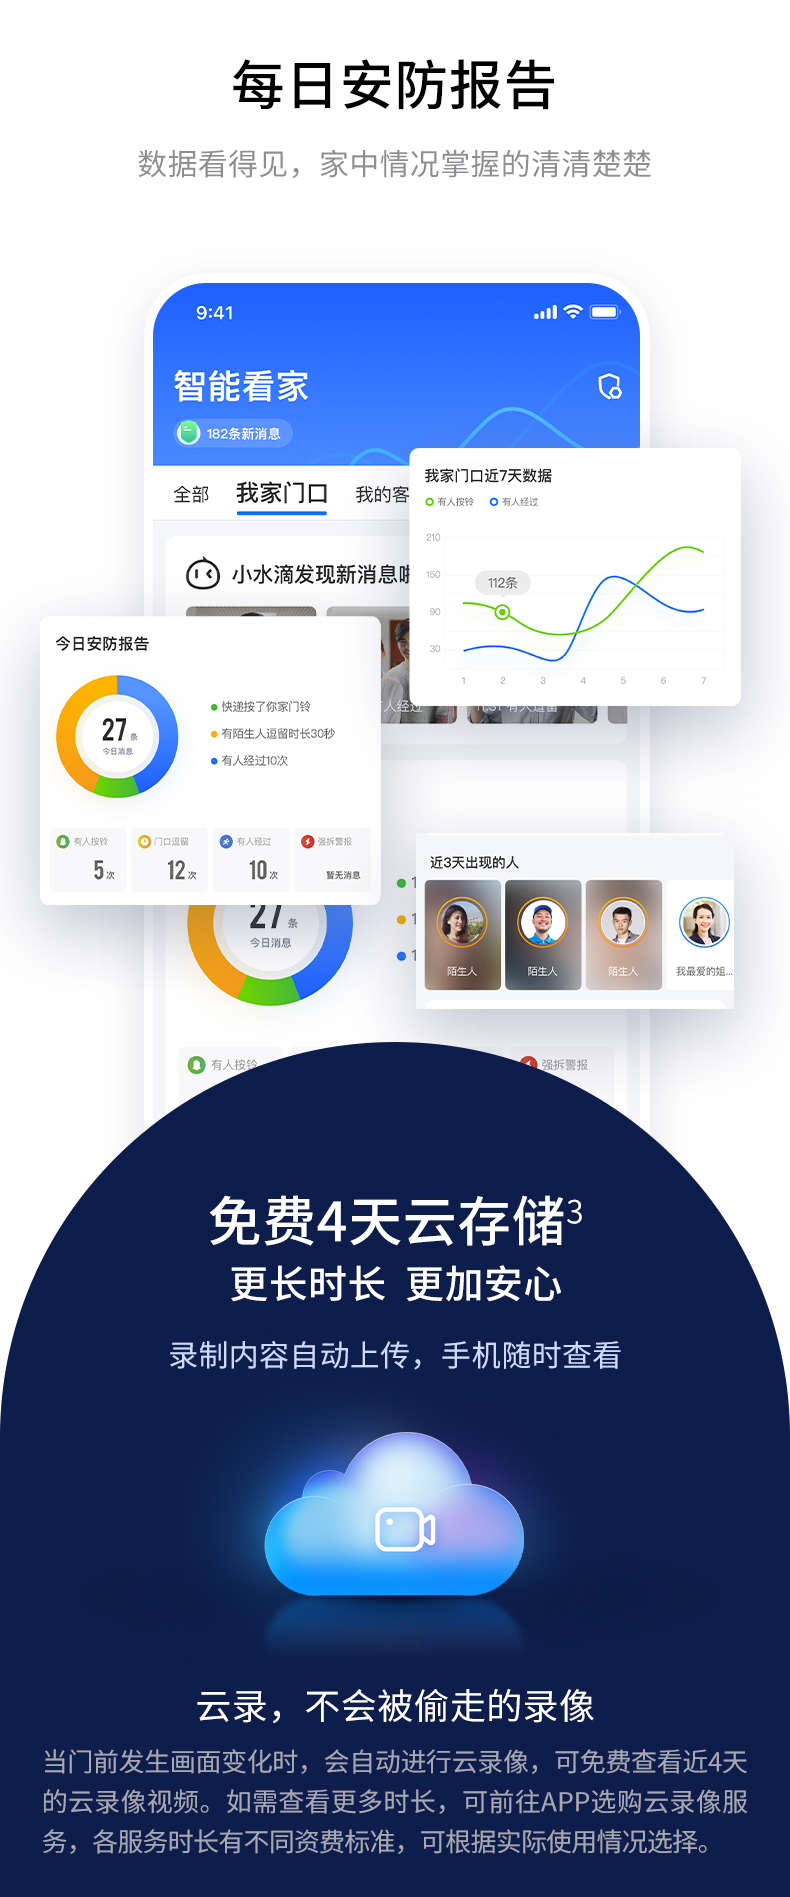 每日安防报告
数据看得见，家中情况掌握的清清楚楚
9:41
智能看家
182条新消息
全部 我家门口 我的客
小水滴发现新消息啦
我家门口近7天数据
有人按铃 有人经过
210
150
112条
90
30
1 2 3 4 5 6 7
人经过 有人逗留
今日安防报告
27条
今日消息
快递按了你家门铃
有陌生人逗留时长30秒
有人经过10次
有人按铃 门口逗留 有人经过 强拆警报
5次 12次 10次 暂无消息
近3天出现的人
陌生人 陌生人 陌生人 我最爱的姐...
27条
今日消息
1
1
1
有人按铃 强拆警报
免费4天云存储3
更长时长 更加安心
录制内容自动上传，手机随时查看
云录，不会被偷走的录像
当门前发生画面变化时，会自动进行云录像，可免费查看近4天
的云录像视频。如需查看更多时长，可前往APP选购云录像服
务，各服务时长有不同资费标准，可根据实际使用情况选择。